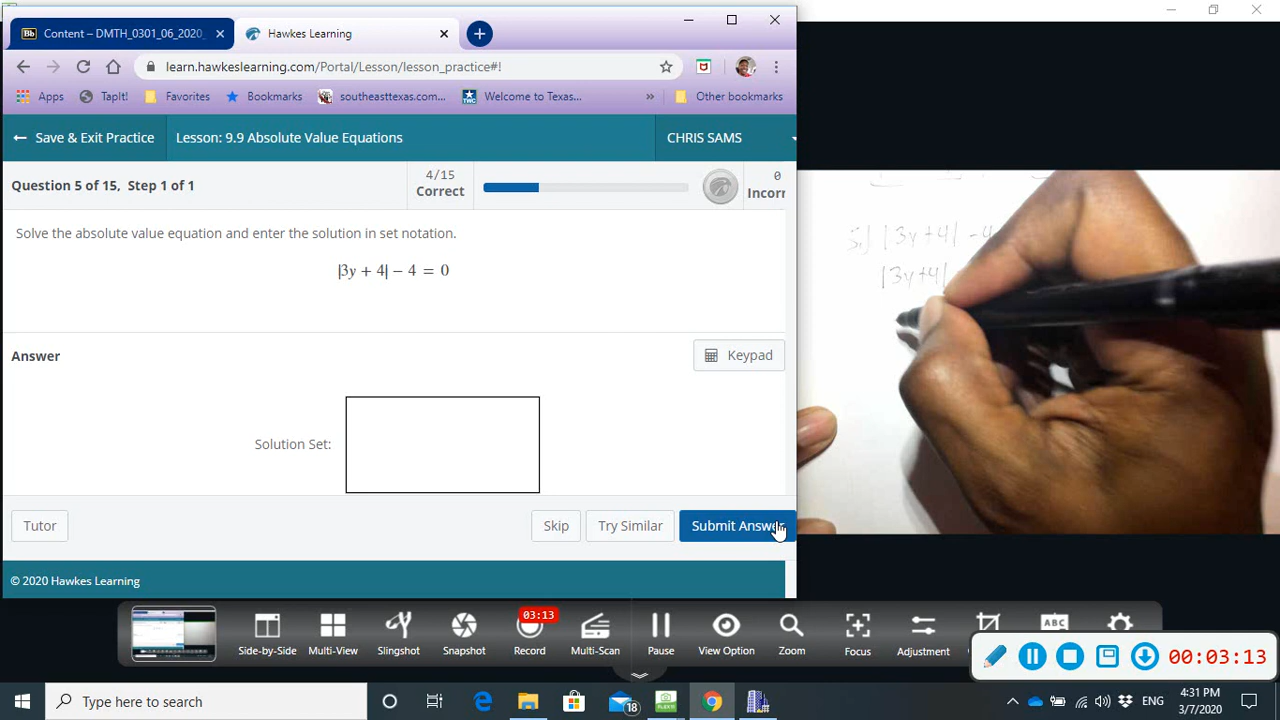 Content – DMTH_0301_06_2020_
Hawkes Learning
learn.hawkeslearning.com/Portal/Lesson/lesson_practice#!
Apps
TapIt!
Favorites
Bookmarks
southeasttexas.com...
Welcome to Texas...
»
Other bookmarks
← Save & Exit Practice
Lesson: 9.9 Absolute Value Equations
CHRIS SAMS
Question 5 of 15, Step 1 of 1
4/15
Correct
0
Incorr
Solve the absolute value equation and enter the solution in set notation.
|3y + 4| − 4 = 0
5.) |3y+4| -4
|3y+4|
Answer
Keypad
Solution Set:
Tutor
Skip
Try Similar
Submit Answer
© 2020 Hawkes Learning
03:13
Side-by-Side
Multi-View
Slingshot
Snapshot
Record
Multi-Scan
Pause
View Option
Zoom
Focus
Adjustment
ABC
00:03:13
Type here to search
18
ENG
4:31 PM
3/7/2020